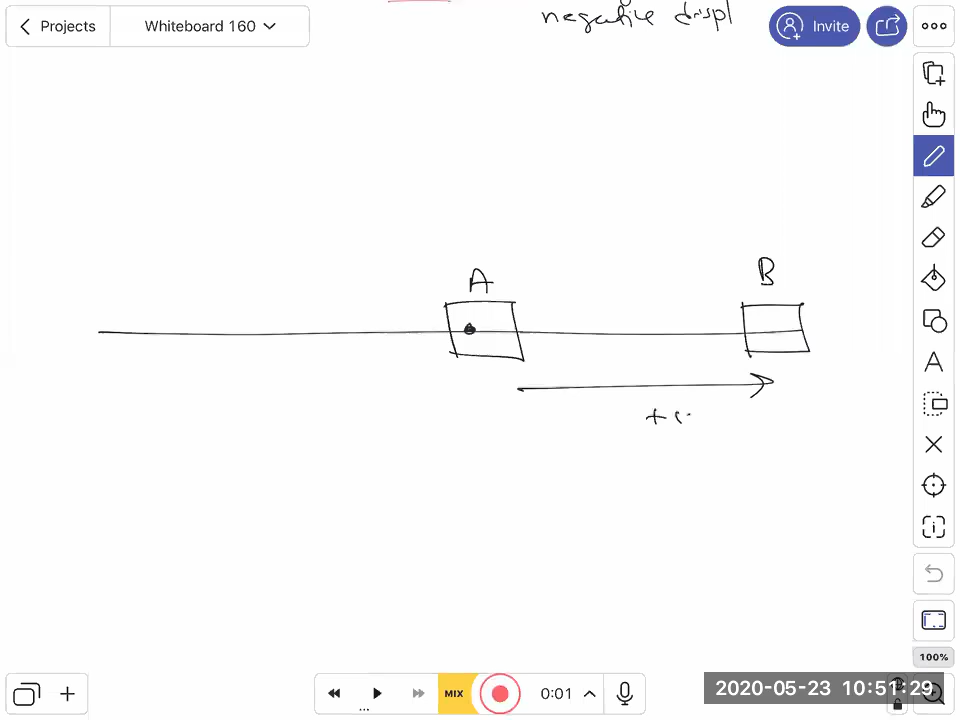 negative displ
Projects
Whiteboard 160
Invite
A
B
+
A
MIX
0:01
100%
2020-05-23 10:51:29